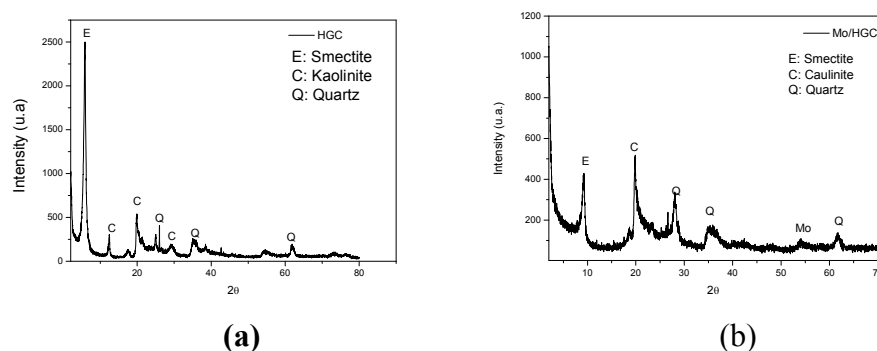 E
HGC
E: Smectite
C: Kaolinite
Q: Quartz
C
C
Q
C
Q
Q
2500
2000
1500
1000
500
0
0
20
40
60
80
Intensity (u.a)
2θ
(a)
Mo/HGC
E: Smectite
C: Caulinite
Q: Quartz
E
C
Q
Q
Mo
Q
1200
1000
800
600
400
200
10
20
30
40
50
60
70
Intensity (u.a.)
2θ
(b)